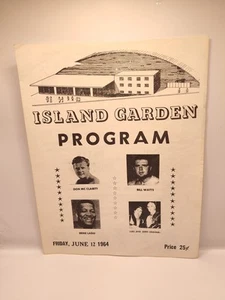 ISLAND GARDEN
PROGRAM
BILL WATTS
FRIDAY, JUNE 12 1964
Price 25¢